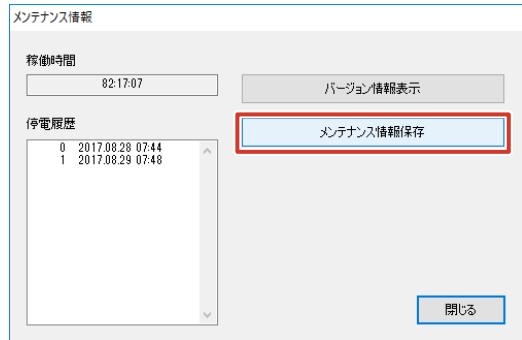 メンテナンス情報
稼働時間
82:17:07
バージョン情報表示
停電履歴
メンテナンス情報保存
0 2017.08.28 07:44
1 2017.08.29 07:48
閉じる